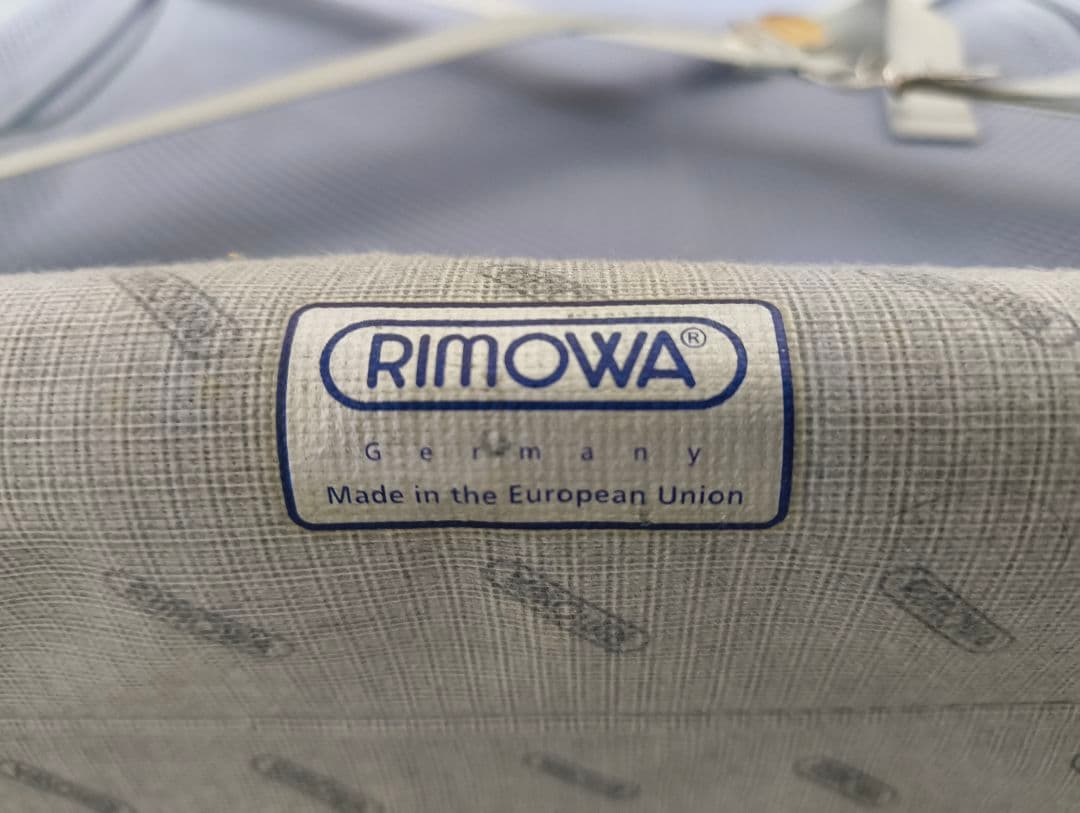 RIMOWA®
Germany
Made in the European Union